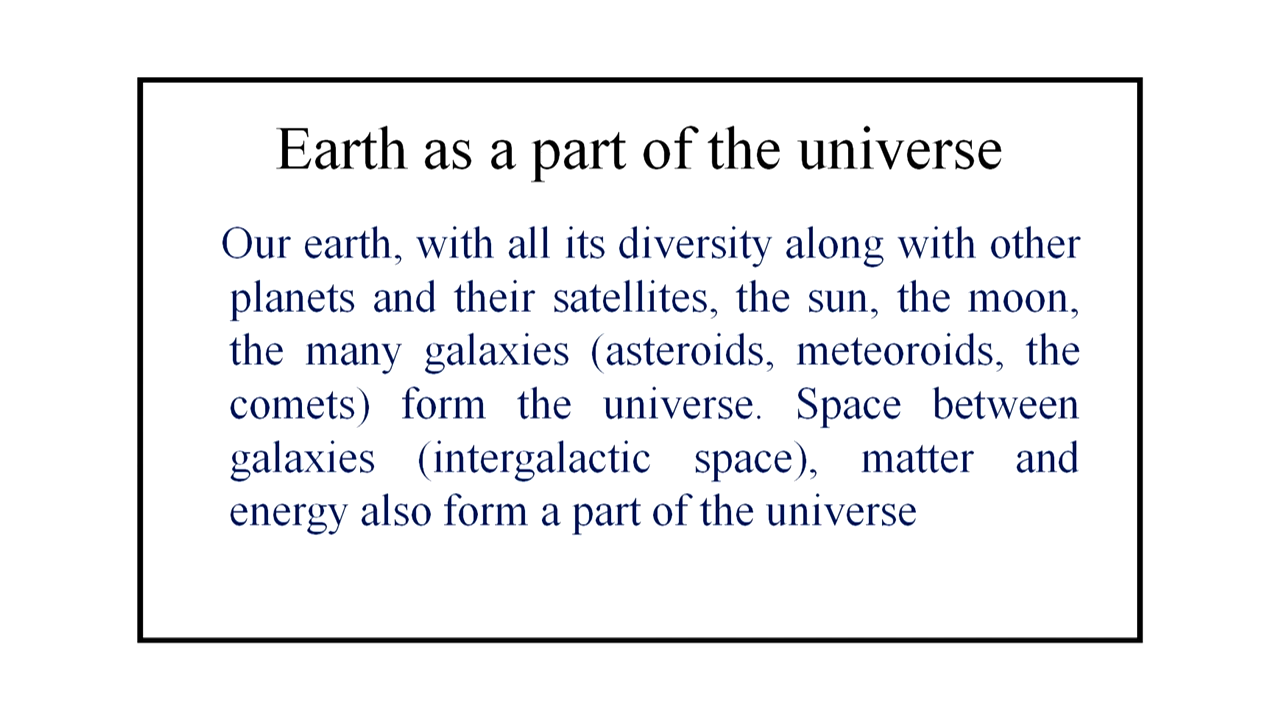 Earth as a part of the universe
Our earth, with all its diversity along with other
planets and their satellites, the sun, the moon,
the many galaxies (asteroids, meteoroids, the
comets) form the universe. Space between
galaxies (intergalactic space), matter and
energy also form a part of the universe